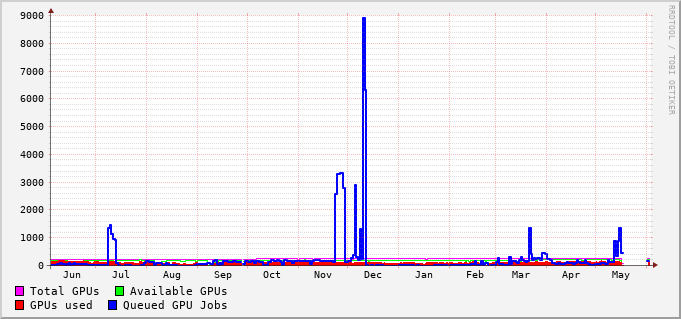 RRDTOOL / TOBI OETIKER
9000
8000
7000
6000
5000
4000
3000
2000
1000
0
Jun Jul Aug Sep Oct Nov Dec Jan Feb Mar Apr May
Total GPUs Available GPUs
GPUs used Queued GPU Jobs